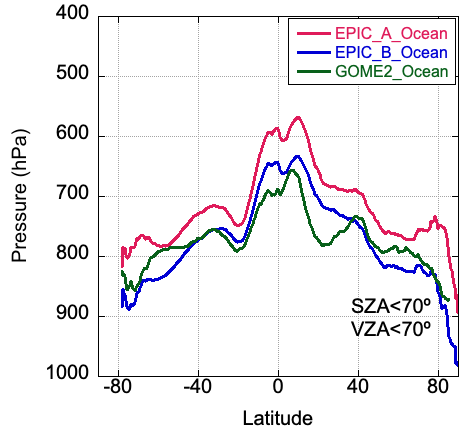 400
500
600
700
800
900
1000
Pressure (hPa)
EPIC_A_Ocean
EPIC_B_Ocean
GOME2_Ocean
SZA<70º
VZA<70º
-80
-40
0
40
80
Latitude